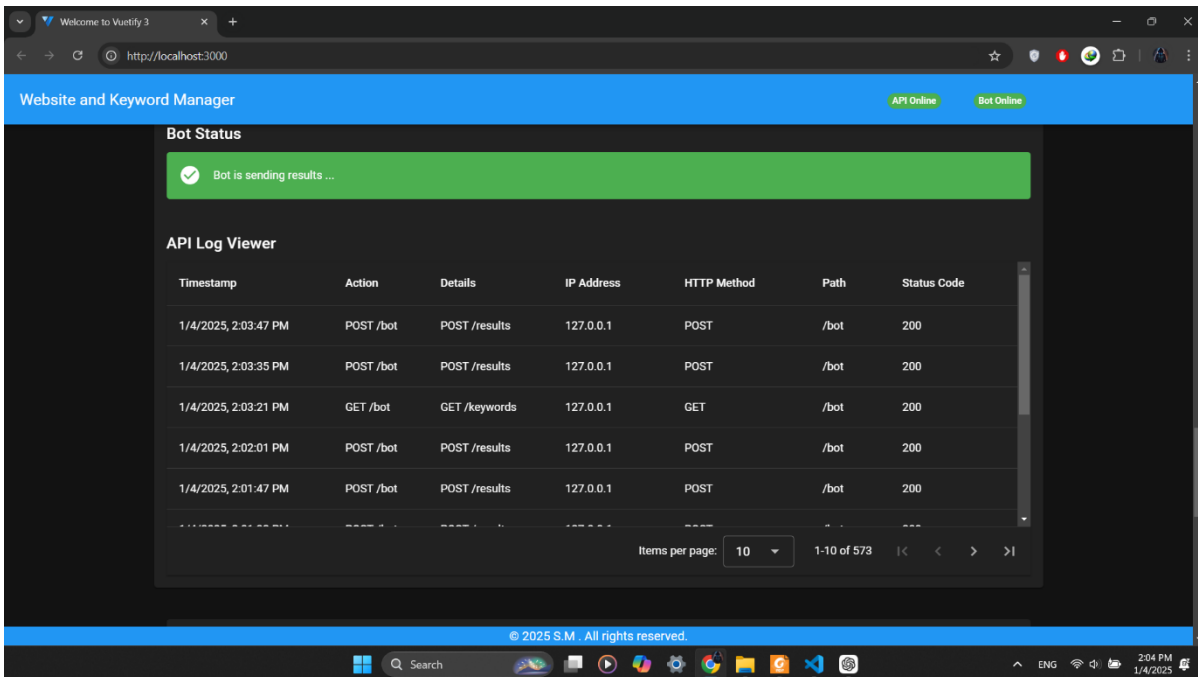 Welcome to Vuetify 3
http://localhost:3000
Website and Keyword Manager API Online Bot Online
Bot Status
Bot is sending results ...
API Log Viewer
Timestamp Action Details IP Address HTTP Method Path Status Code
1/4/2025, 2:03:47 PM POST /bot POST /results 127.0.0.1 POST /bot 200
1/4/2025, 2:03:35 PM POST /bot POST /results 127.0.0.1 POST /bot 200
1/4/2025, 2:03:21 PM GET /bot GET /keywords 127.0.0.1 GET /bot 200
1/4/2025, 2:02:01 PM POST /bot POST /results 127.0.0.1 POST /bot 200
1/4/2025, 2:01:47 PM POST /bot POST /results 127.0.0.1 POST /bot 200
Items per page: 10 1-10 of 573
© 2025 S.M . All rights reserved.
Search ENG 2:04 PM
1/4/2025